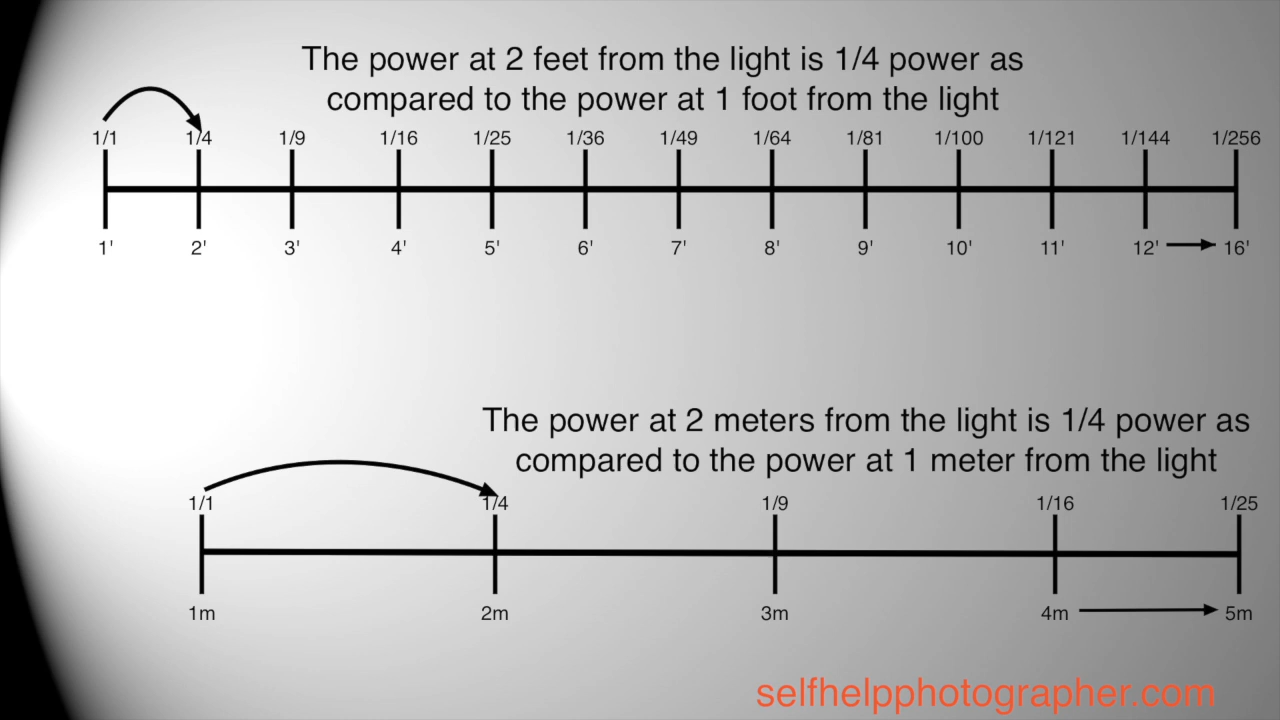 The power at 2 feet from the light is 1/4 power as
compared to the power at 1 foot from the light
1/1 1/4 1/9 1/16 1/25 1/36 1/49 1/64 1/81 1/100 1/121 1/144 1/256
1' 2' 3' 4' 5' 6' 7' 8' 9' 10' 11' 12' 16'
The power at 2 meters from the light is 1/4 power as
compared to the power at 1 meter from the light
1/1 1/4 1/9 1/16 1/25
1m 2m 3m 4m 5m
selfhelpphotographer.com